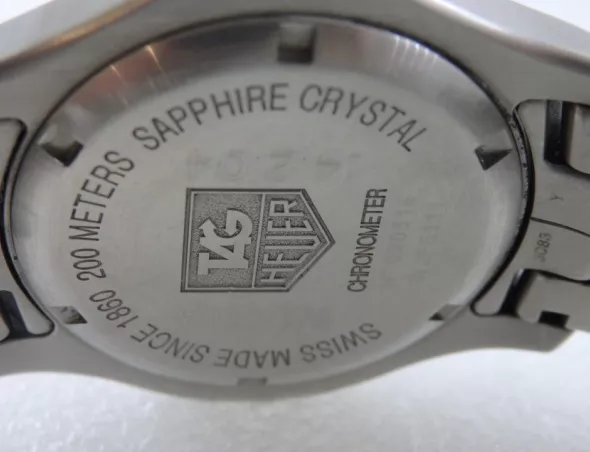 200 METERS SAPPHIRE CRYSTAL
TAG
HEUER
CHRONOMETER
SWISS MADE SINCE 1860
Y